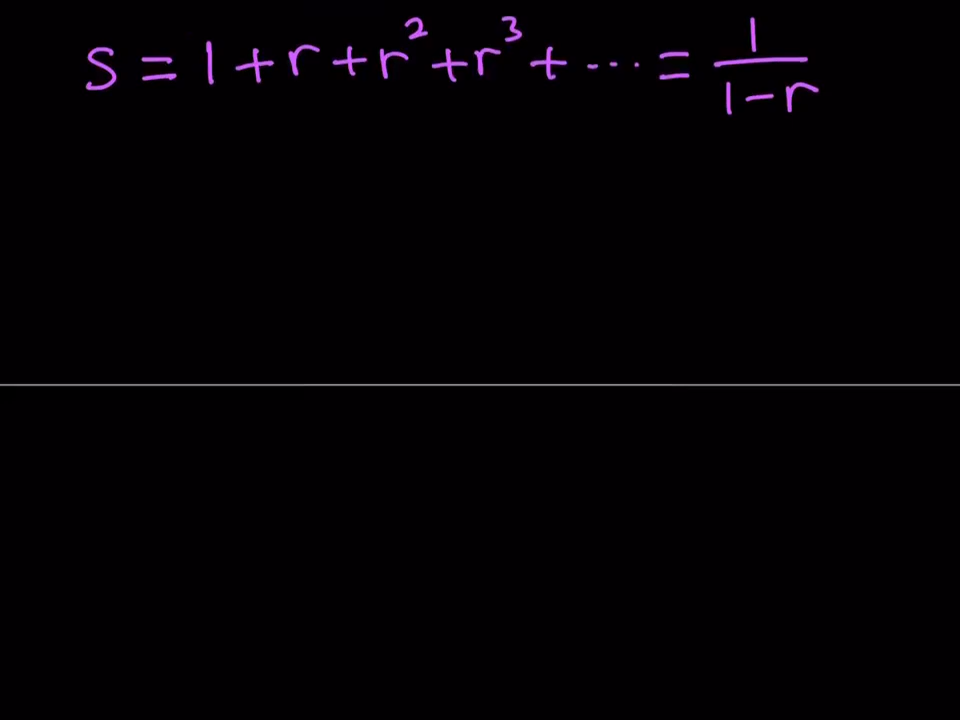 S = 1 + r + r² + r³ + ... = 1/(1-r)